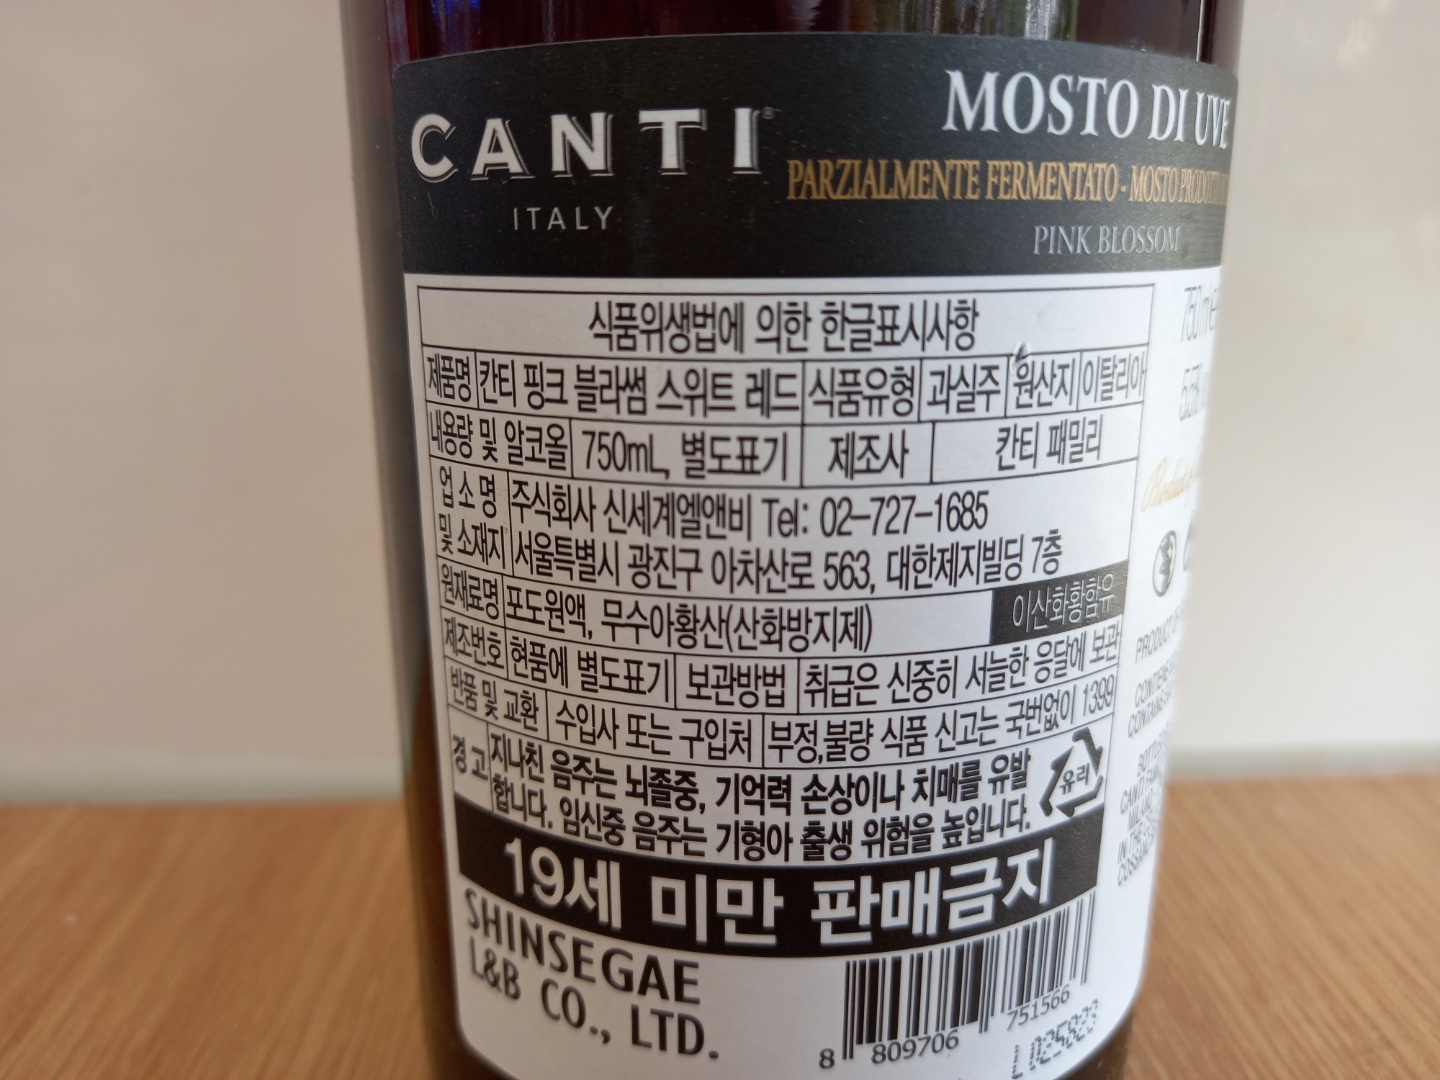 CANTI®
ITALY
MOSTO DI UVE
PARZIALMENTE FERMENTATO - MOSTO
PINK BLOSSOM
식품위생법에 의한 한글표시사항
제품명 칸티 핑크 블라썸 스위트 레드 식품유형 과실주 원산지 이탈리아
내용량 및 알코올 750mL, 별도표기 제조사 칸티 패밀리
업 소 명 주식회사 신세계엘앤비 Tel: 02-727-1685
및 소재지 서울특별시 광진구 아차산로 563, 대한제지빌딩 7층
원재료명 포도원액, 무수아황산(산화방지제) 이산화황함유
제조번호 현품에 별도표기 보관방법 취급은 신중히 서늘한 응달에 보관
반품 및 교환 수입사 또는 구입처 부정,불량 식품 신고는 국번없이 1399
경 고 지나친 음주는 뇌졸중, 기억력 손상이나 치매를 유발
합니다. 임신중 음주는 기형아 출생 위험을 높입니다.
유리
19세 미만 판매금지
SHINSEGAE
L&B CO., LTD.
8 809706 751566